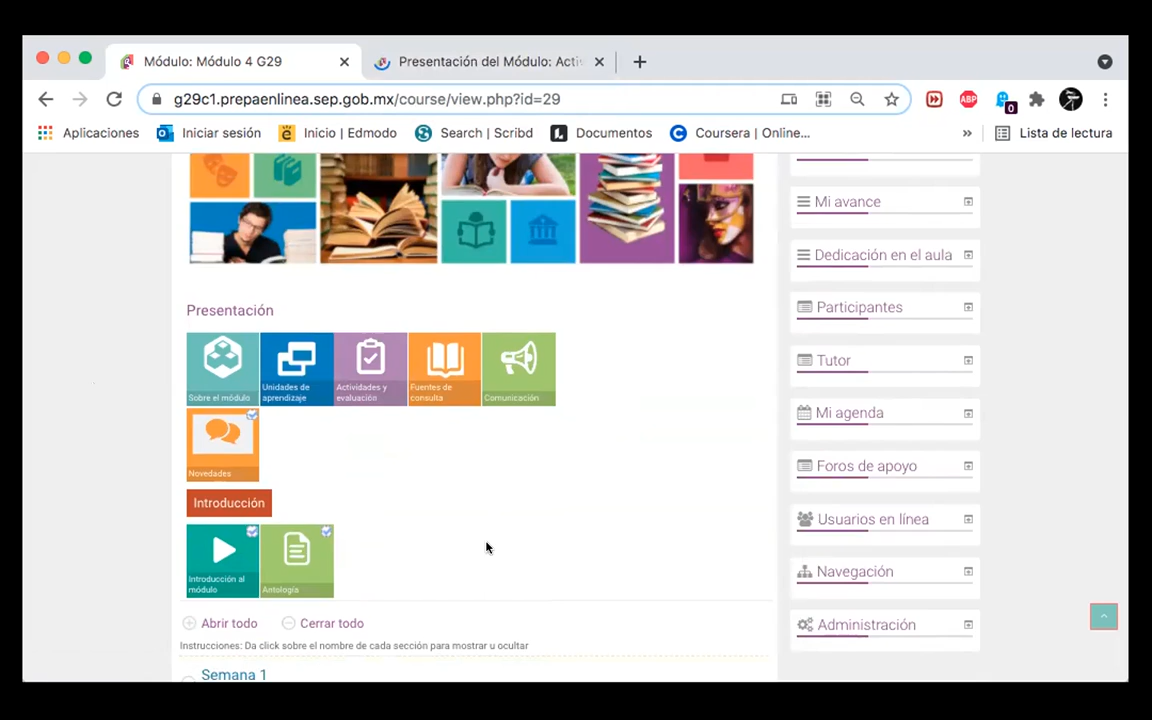 Módulo: Módulo 4 G29
Presentación del Módulo: Activ
g29c1.prepaenlinea.sep.gob.mx/course/view.php?id=29
ABP
0
Aplicaciones
Iniciar sesión
Inicio | Edmodo
Search | Scribd
Documentos
Coursera | Online...
»
Lista de lectura
Mi avance
Dedicación en el aula
Participantes
Tutor
Mi agenda
Foros de apoyo
Usuarios en línea
Navegación
Administración
Presentación
Sobre el módulo
Unidades de
aprendizaje
Actividades y
evaluación
Fuentes de
consulta
Comunicación
Novedades
Introducción
Introducción al
módulo
Antología
Abrir todo
Cerrar todo
Instrucciones: Da click sobre el nombre de cada sección para mostrar u ocultar
Semana 1